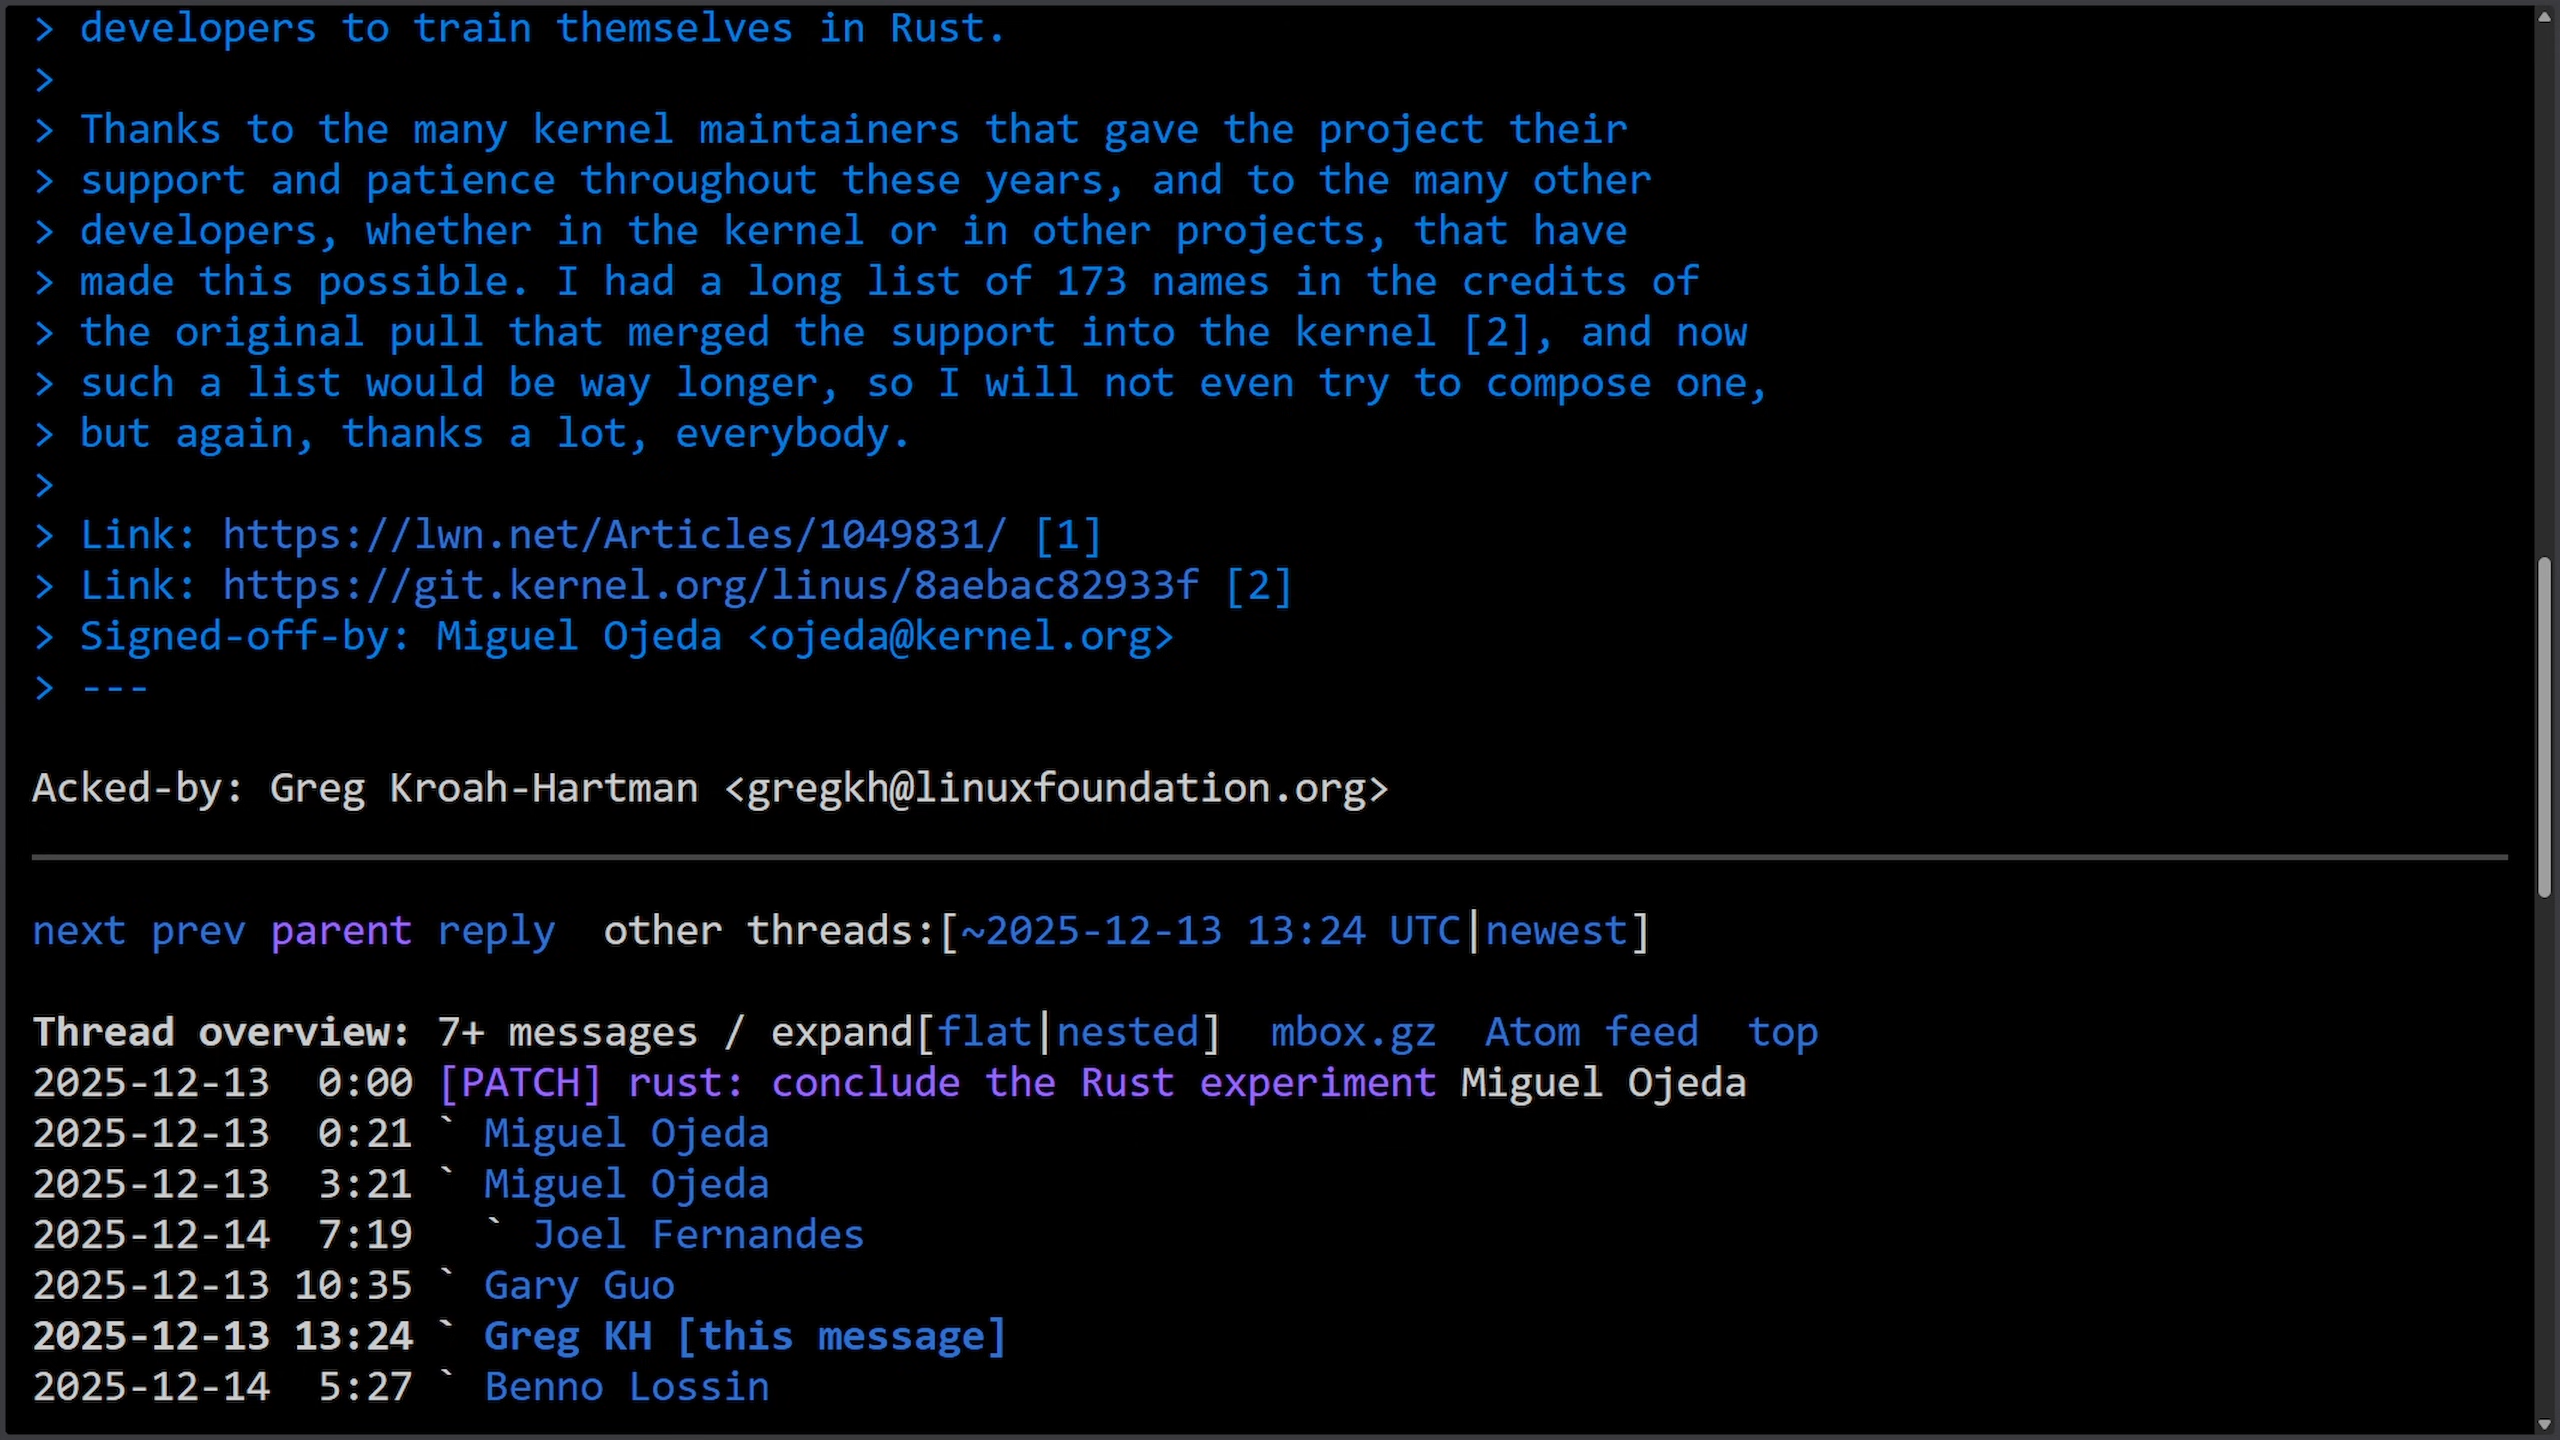 > developers to train themselves in Rust.
>
> Thanks to the many kernel maintainers that gave the project their
> support and patience throughout these years, and to the many other
> developers, whether in the kernel or in other projects, that have
> made this possible. I had a long list of 173 names in the credits of
> the original pull that merged the support into the kernel [2], and now
> such a list would be way longer, so I will not even try to compose one,
> but again, thanks a lot, everybody.
>
> Link: https://lwn.net/Articles/1049831/ [1]
> Link: https://git.kernel.org/linus/8aebac82933f [2]
> Signed-off-by: Miguel Ojeda <ojeda@kernel.org>
> ---
Acked-by: Greg Kroah-Hartman <gregkh@linuxfoundation.org>
next prev parent reply  other threads:[~2025-12-13 13:24 UTC|newest]
Thread overview: 7+ messages / expand[flat|nested]  mbox.gz  Atom feed  top
2025-12-13  0:00 [PATCH] rust: conclude the Rust experiment Miguel Ojeda
2025-12-13  0:21 ` Miguel Ojeda
2025-12-13  3:21 ` Miguel Ojeda
2025-12-14  7:19   ` Joel Fernandes
2025-12-13 10:35 ` Gary Guo
2025-12-13 13:24 ` Greg KH [this message]
2025-12-14  5:27 ` Benno Lossin